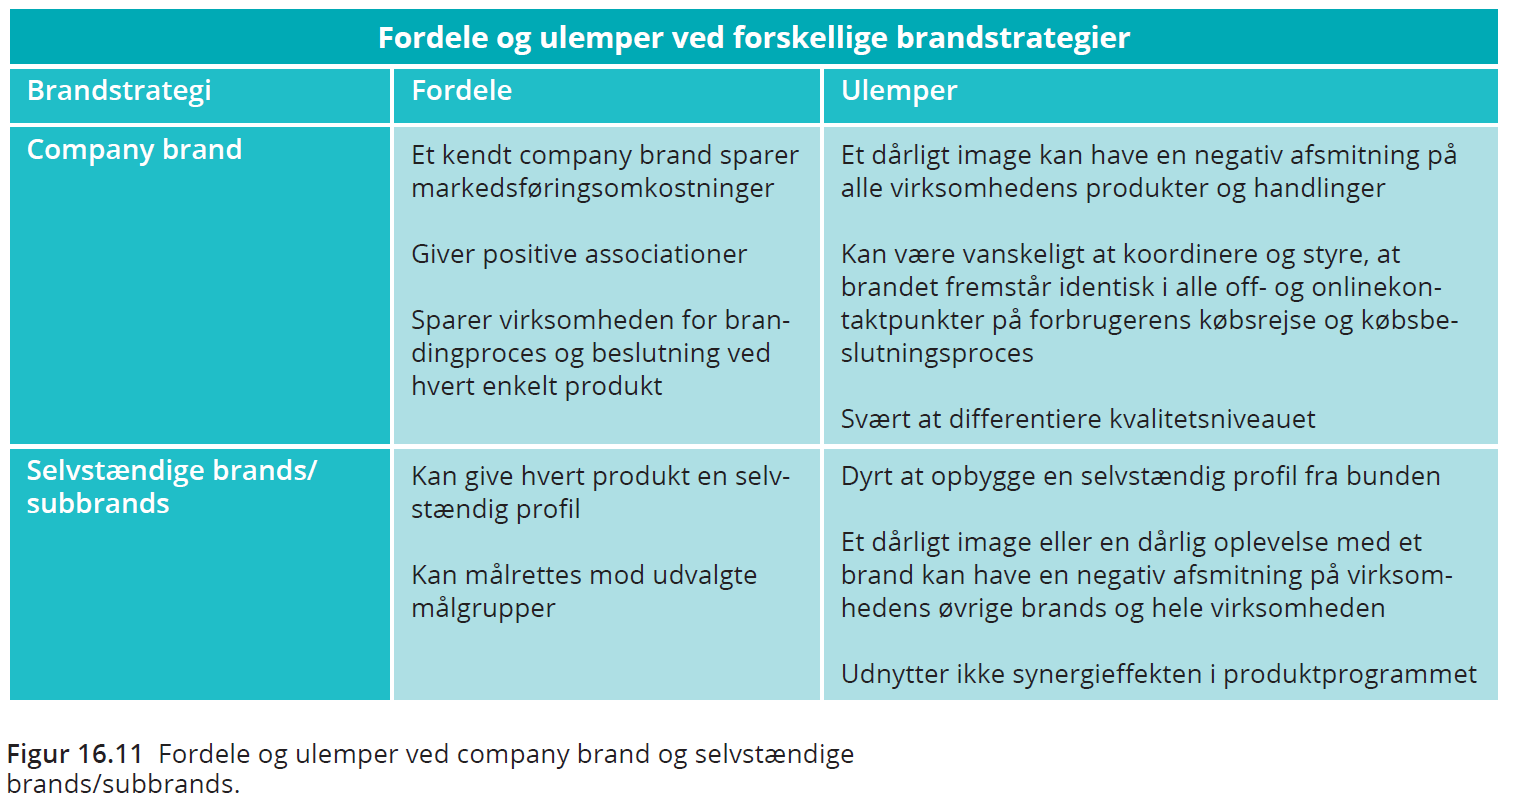 Fordele og ulemper ved forskellige brandstrategier
Brandstrategi
Fordele
Ulemper
Company brand
Et kendt company brand sparer
markedsføringsomkostninger
Giver positive associationer
Sparer virksomheden for bran-
dingproces og beslutning ved
hvert enkelt produkt
Et dårligt image kan have en negativ afsmitning på
alle virksomhedens produkter og handlinger
Kan være vanskeligt at koordinere og styre, at
brandet fremstår identisk i alle off- og onlinekon-
taktpunkter på forbrugerens købsrejse og købsbe-
slutningsproces
Svært at differentiere kvalitetsniveauet
Selvstændige brands/
subbrands
Kan give hvert produkt en selv-
stændig profil
Kan målrettes mod udvalgte
målgrupper
Dyrt at opbygge en selvstændig profil fra bunden
Et dårligt image eller en dårlig oplevelse med et
brand kan have en negativ afsmitning på virksom-
hedens øvrige brands og hele virksomheden
Udnytter ikke synergieffekten i produktprogrammet
Figur 16.11 Fordele og ulemper ved company brand og selvstændige
brands/subbrands.